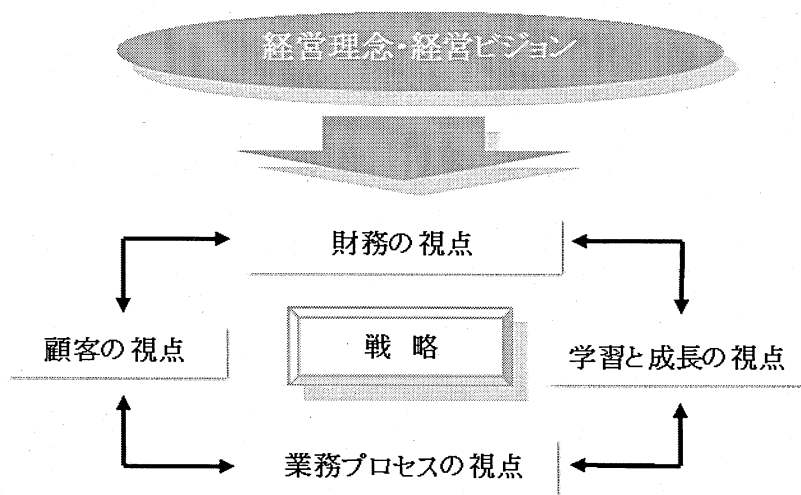 経営理念・経営ビジョン
財務の視点
顧客の視点
戦 略
学習と成長の視点
業務プロセスの視点